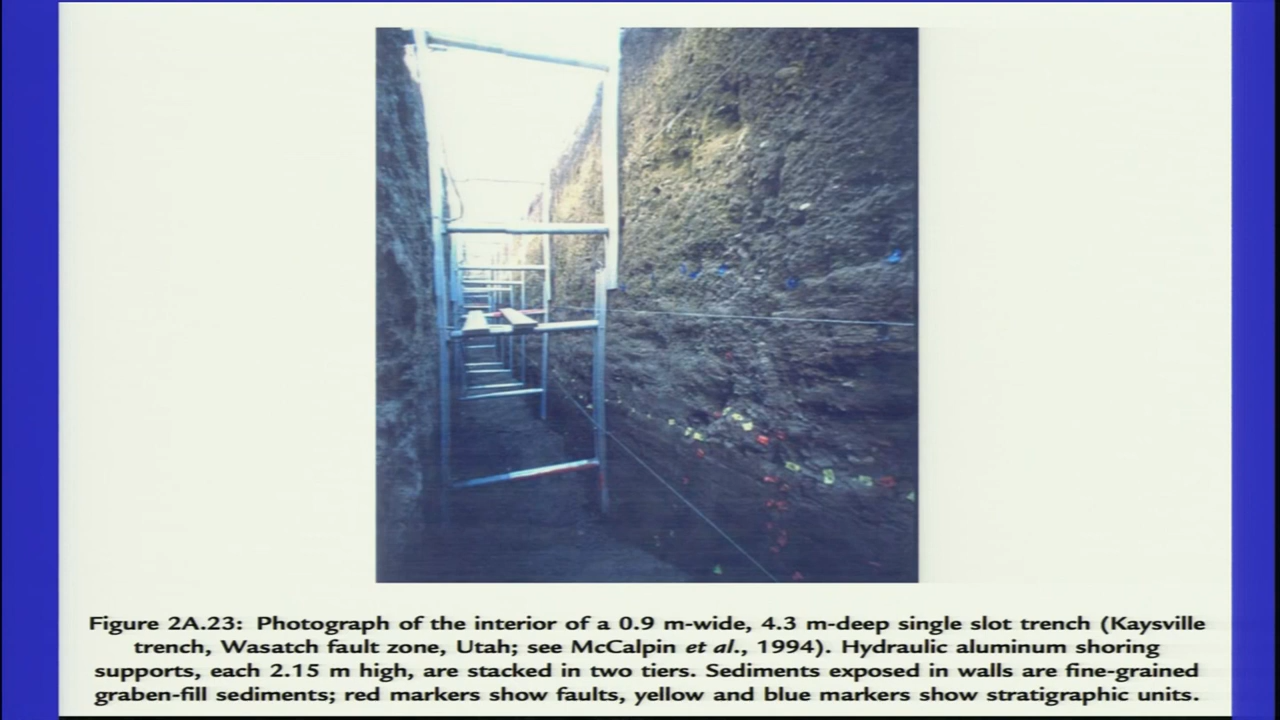 Figure 2A.23: Photograph of the interior of a 0.9 m-wide, 4.3 m-deep single slot trench (Kaysville
trench, Wasatch fault zone, Utah; see McCalpin et al., 1994). Hydraulic aluminum shoring
supports, each 2.15 m high, are stacked in two tiers. Sediments exposed in walls are fine-grained
graben-fill sediments; red markers show faults, yellow and blue markers show stratigraphic units.